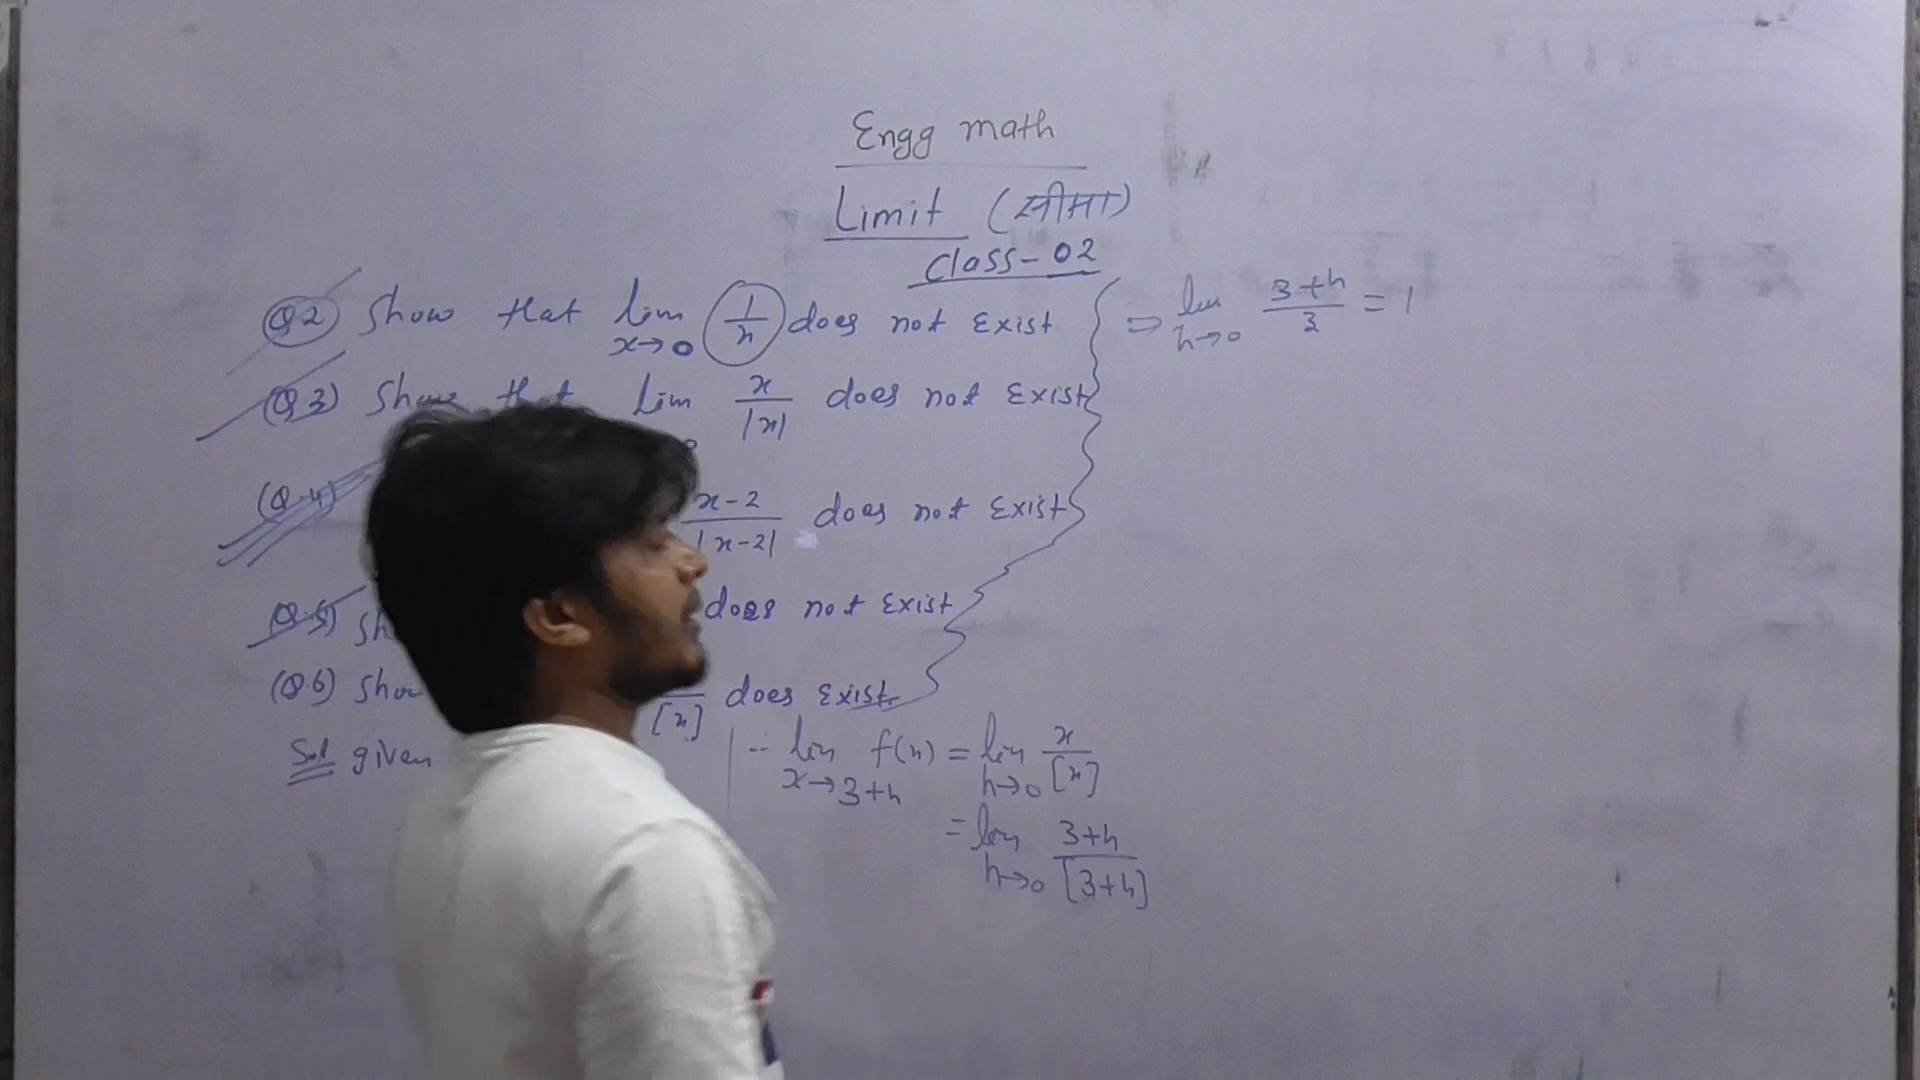 Engg math
Limit (सीमा)
Class-02
(Q.2) Show that lim x→0 1/x does not Exist
(Q.3) Show that lim x/|x| does not Exist
(Q.4) x-2/|x-2| does not Exist
(Q.5) Sh does not Exist
(Q.6) Show [x] does Exist
Sol given
lim x→3+h f(x) = lim h→0 x/[x]
= lim h→0 3+h/[3+h]
⇒ lim h→0 3+h/3 = 1